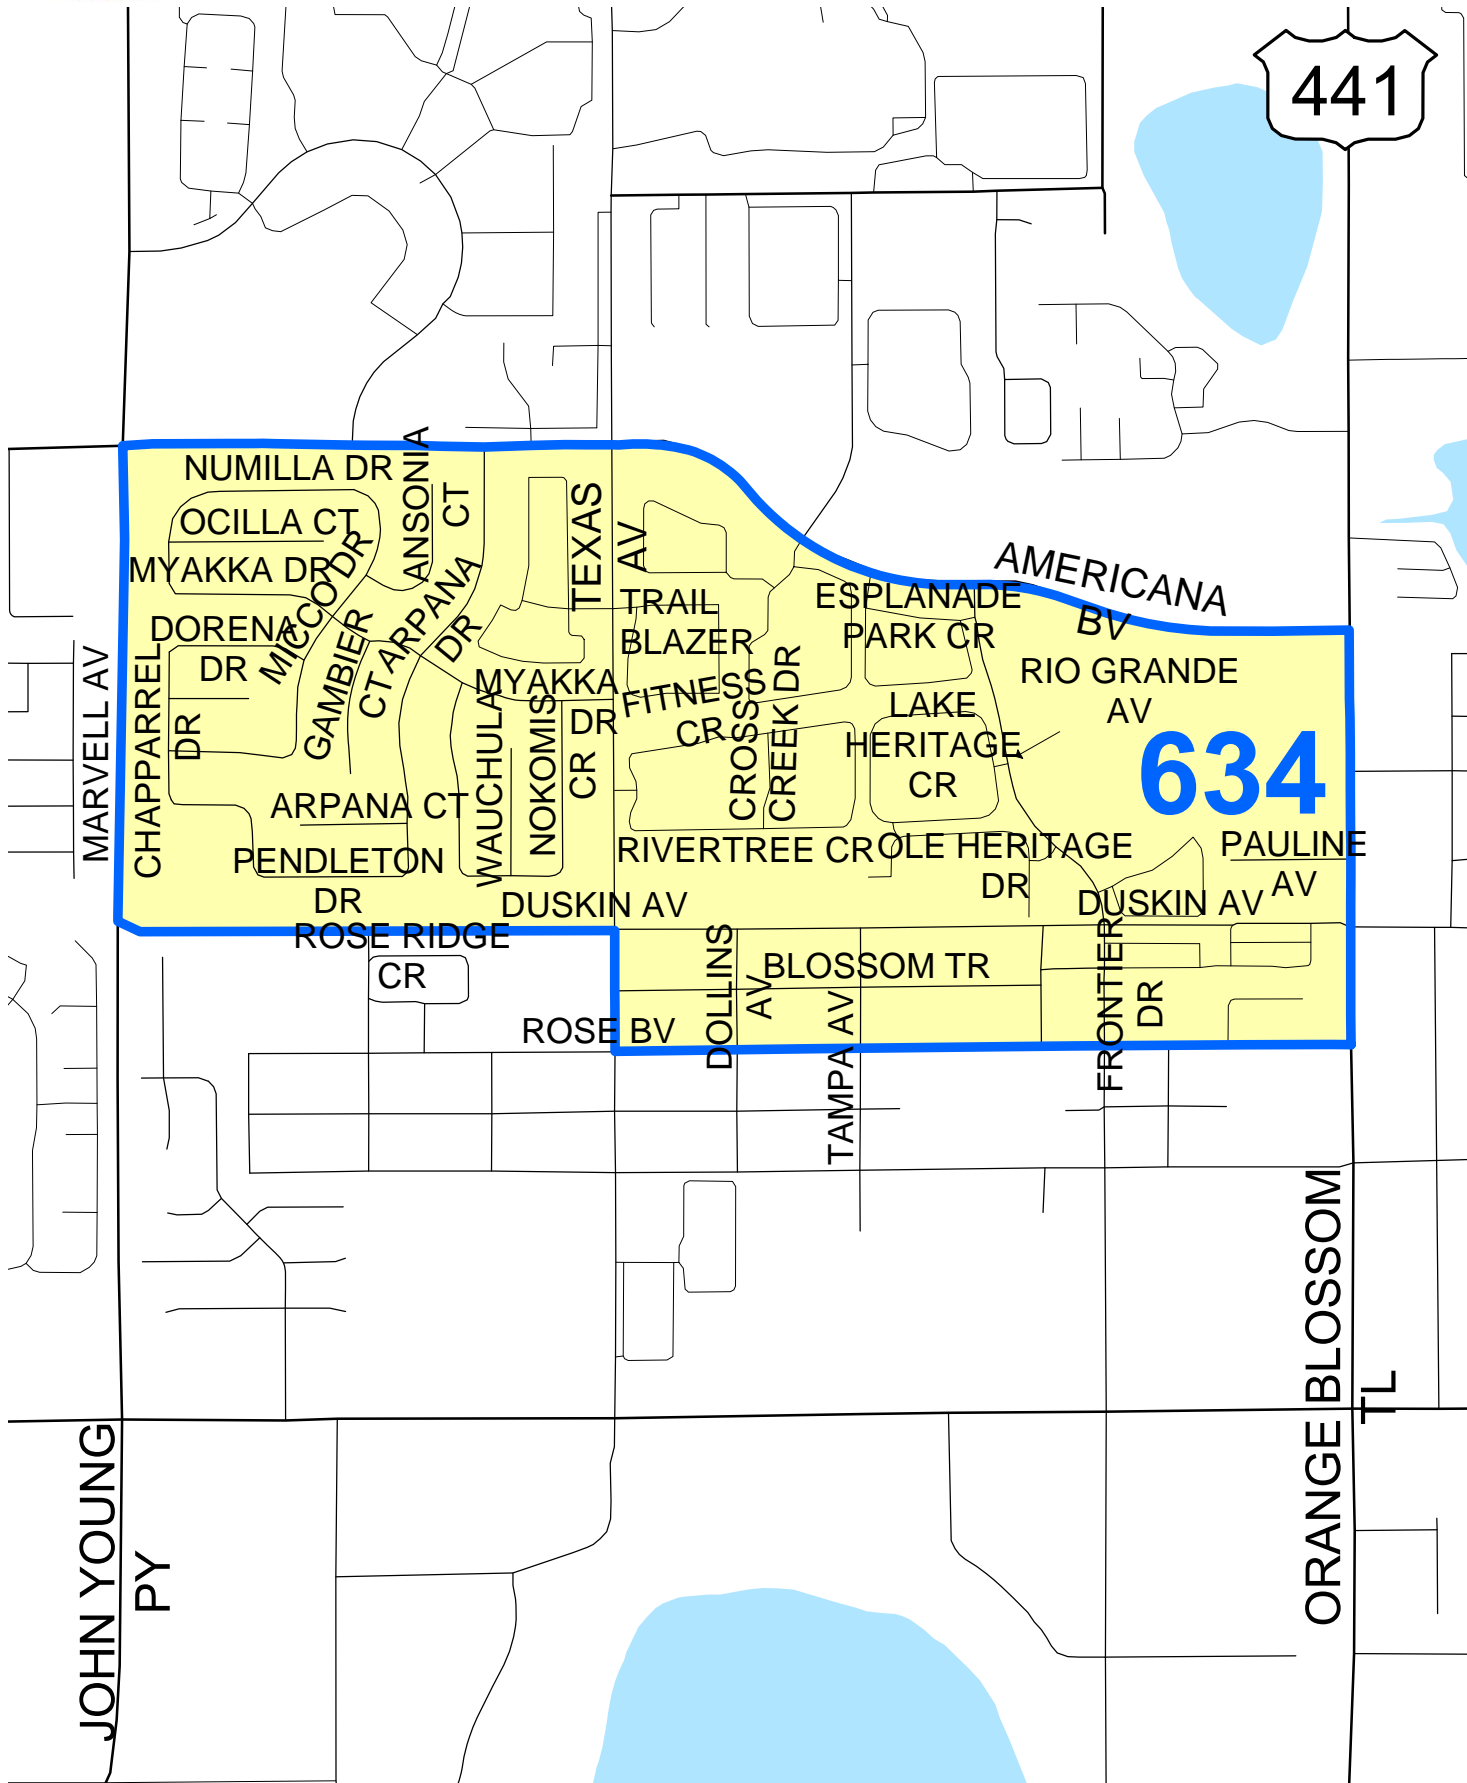 441
NUMILLA DR
ANSONIA
CT
OCILLA CT
TEXAS
AV
MYAKKA DR
MICCO DR
ARPANA
DR
AMERICANA
BV
TRAIL
BLAZER
ESPLANADE
PARK CR
DORENA
DR
GAMBIER
CT
MARVELL AV
CHAPPARREL
DR
MYAKKA
DR
FITNESS
CR
CROSS
CREEK DR
RIO GRANDE
AV
LAKE
HERITAGE
CR
634
WAUCHULA
NOKOMIS
CR
ARPANA CT
PENDLETON
DR
RIVERTREE CR
OLE HERITAGE
DR
PAULINE
AV
DUSKIN AV
DUSKIN AV
ROSE RIDGE
CR
DOLLINS
AV
BLOSSOM TR
FRONTIER
DR
ROSE BV
TAMPA AV
ORANGE BLOSSOM
TL
JOHN YOUNG
PY